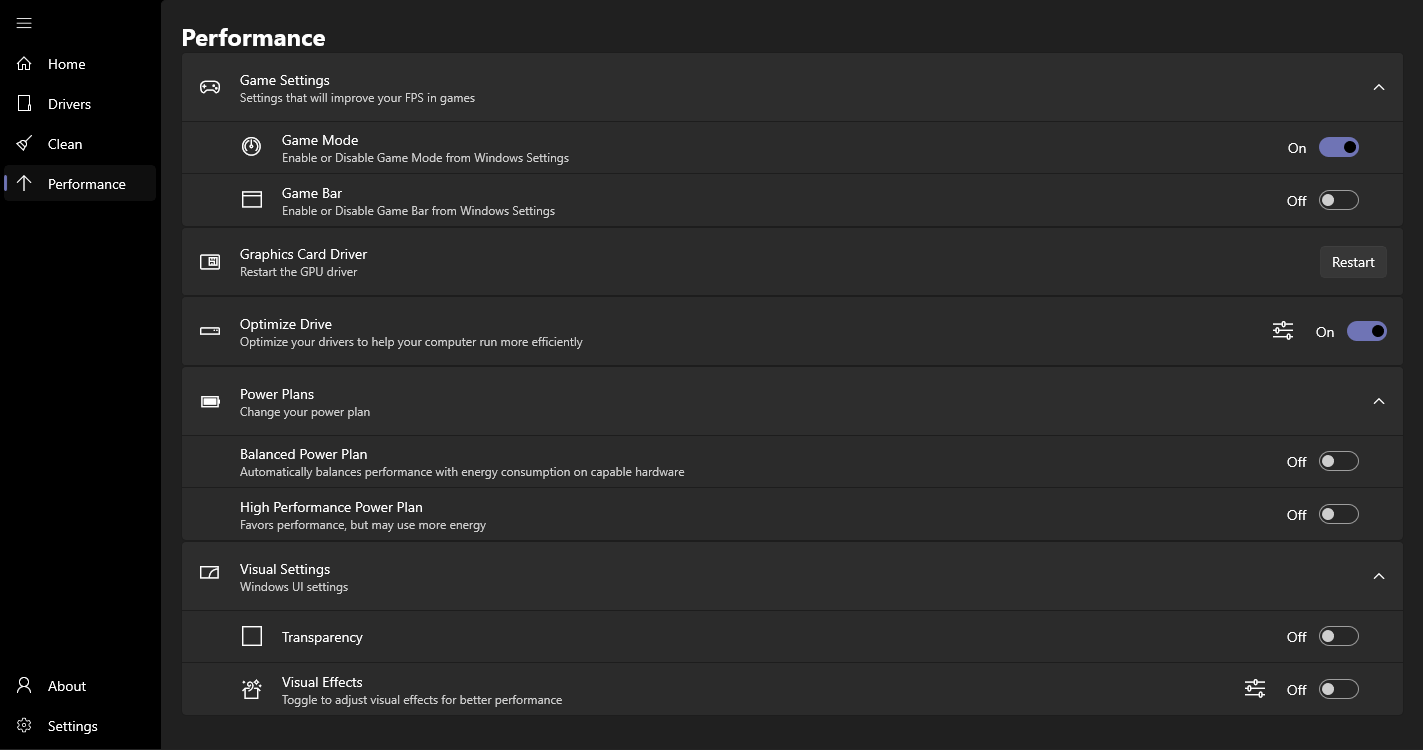 Performance
Home
Drivers
Clean
Performance
About
Settings
Game Settings
Settings that will improve your FPS in games
Game Mode
Enable or Disable Game Mode from Windows Settings
On
Game Bar
Enable or Disable Game Bar from Windows Settings
Off
Graphics Card Driver
Restart the GPU driver
Restart
Optimize Drive
Optimize your drivers to help your computer run more efficiently
On
Power Plans
Change your power plan
Balanced Power Plan
Automatically balances performance with energy consumption on capable hardware
Off
High Performance Power Plan
Favors performance, but may use more energy
Off
Visual Settings
Windows UI settings
Transparency
Off
Visual Effects
Toggle to adjust visual effects for better performance
Off